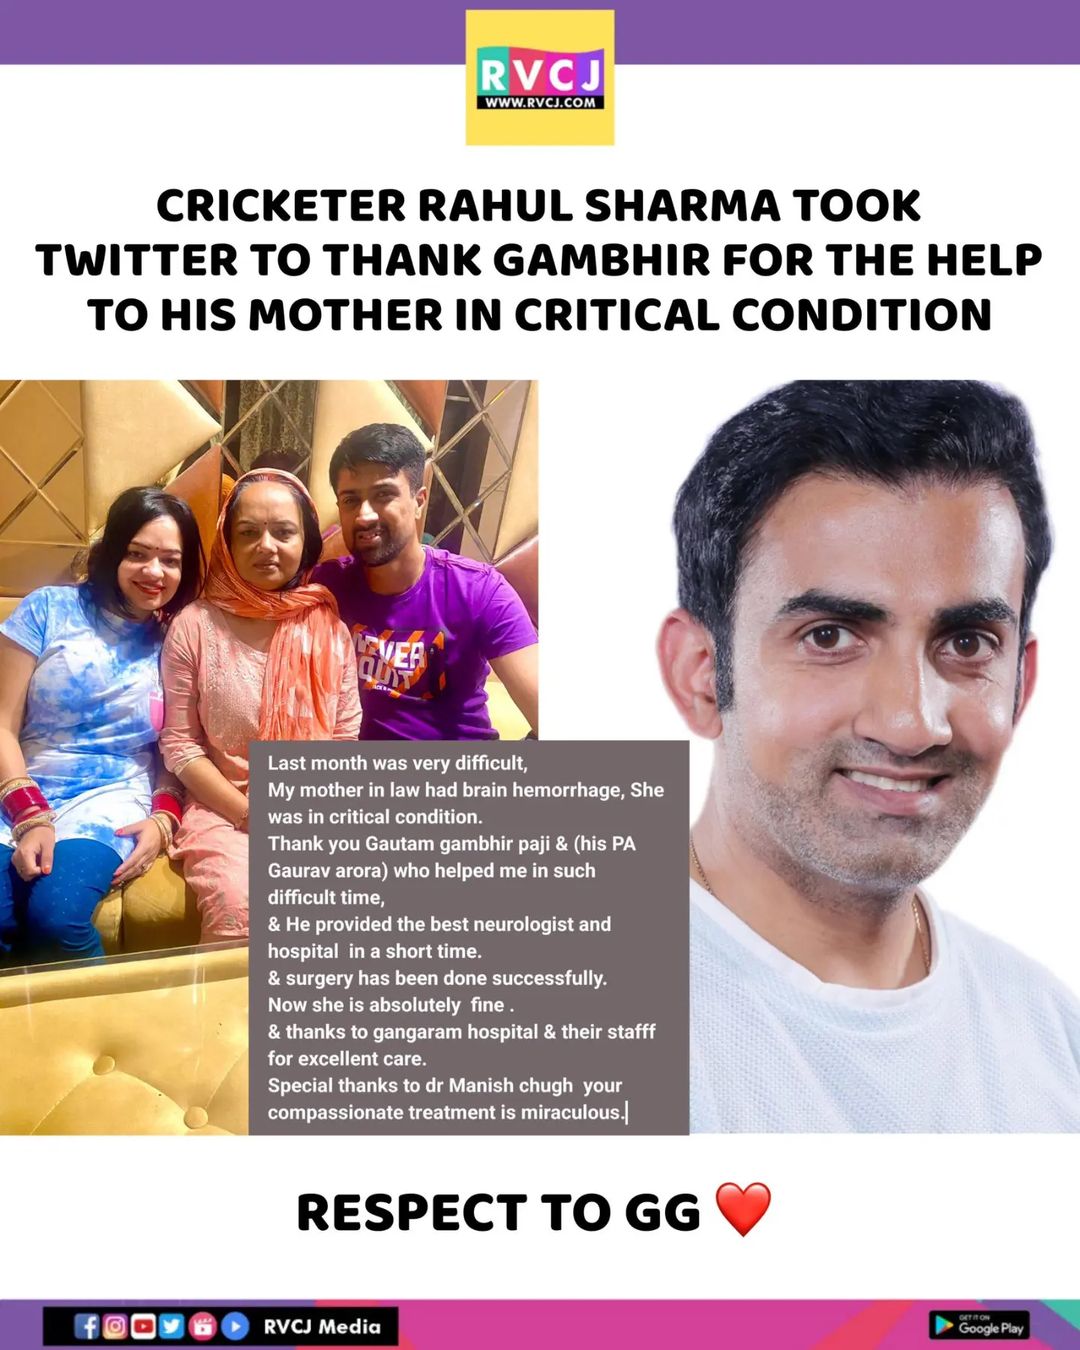 RVCJ
WWW.RVCJ.COM
CRICKETER RAHUL SHARMA TOOK
TWITTER TO THANK GAMBHIR FOR THE HELP
TO HIS MOTHER IN CRITICAL CONDITION
NEVER
QUIT
Last month was very difficult,
My mother in law had brain hemorrhage, She
was in critical condition.
Thank you Gautam gambhir paji & (his PA
Gaurav arora) who helped me in such
difficult time,
& He provided the best neurologist and
hospital in a short time.
& surgery has been done successfully.
Now she is absolutely fine .
& thanks to gangaram hospital & their stafff
for excellent care.
Special thanks to dr Manish chugh your
compassionate treatment is miraculous.
RESPECT TO GG ❤️
RVCJ Media
GET IT ON
Google Play